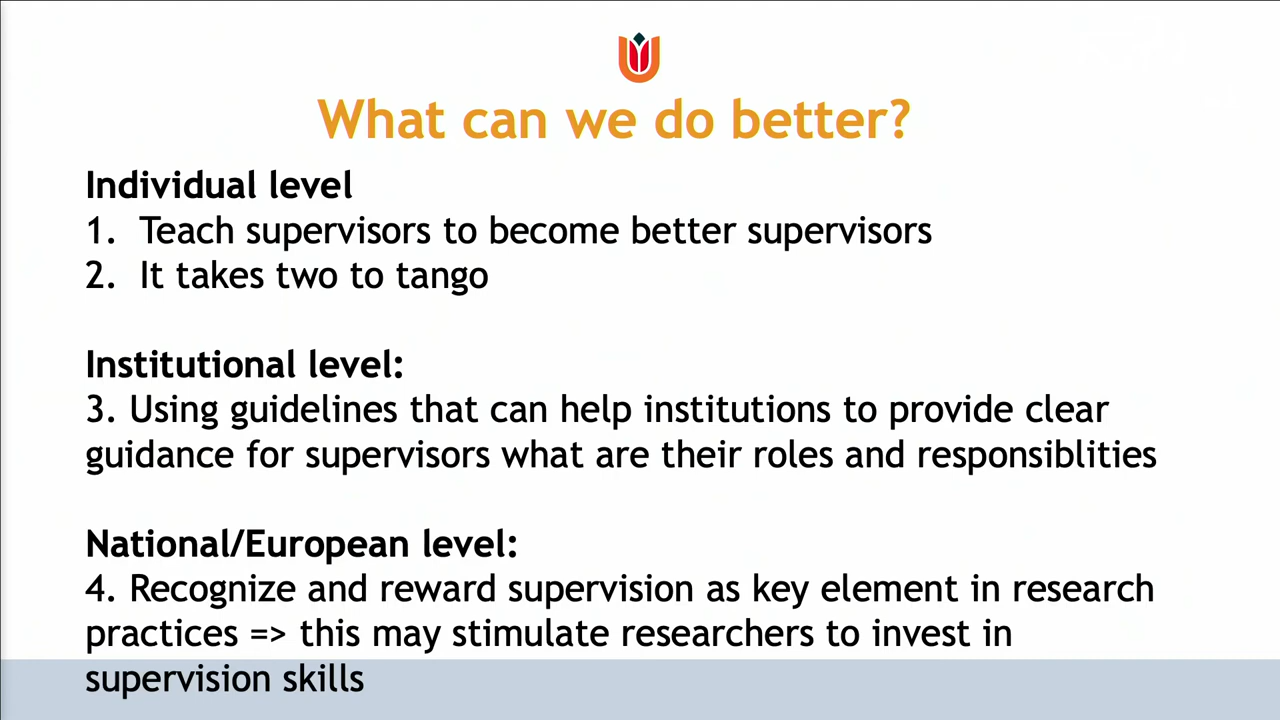 What can we do better?
Individual level
1. Teach supervisors to become better supervisors
2. It takes two to tango
Institutional level:
3. Using guidelines that can help institutions to provide clear
guidance for supervisors what are their roles and responsiblities
National/European level:
4. Recognize and reward supervision as key element in research
practices => this may stimulate researchers to invest in
supervision skills